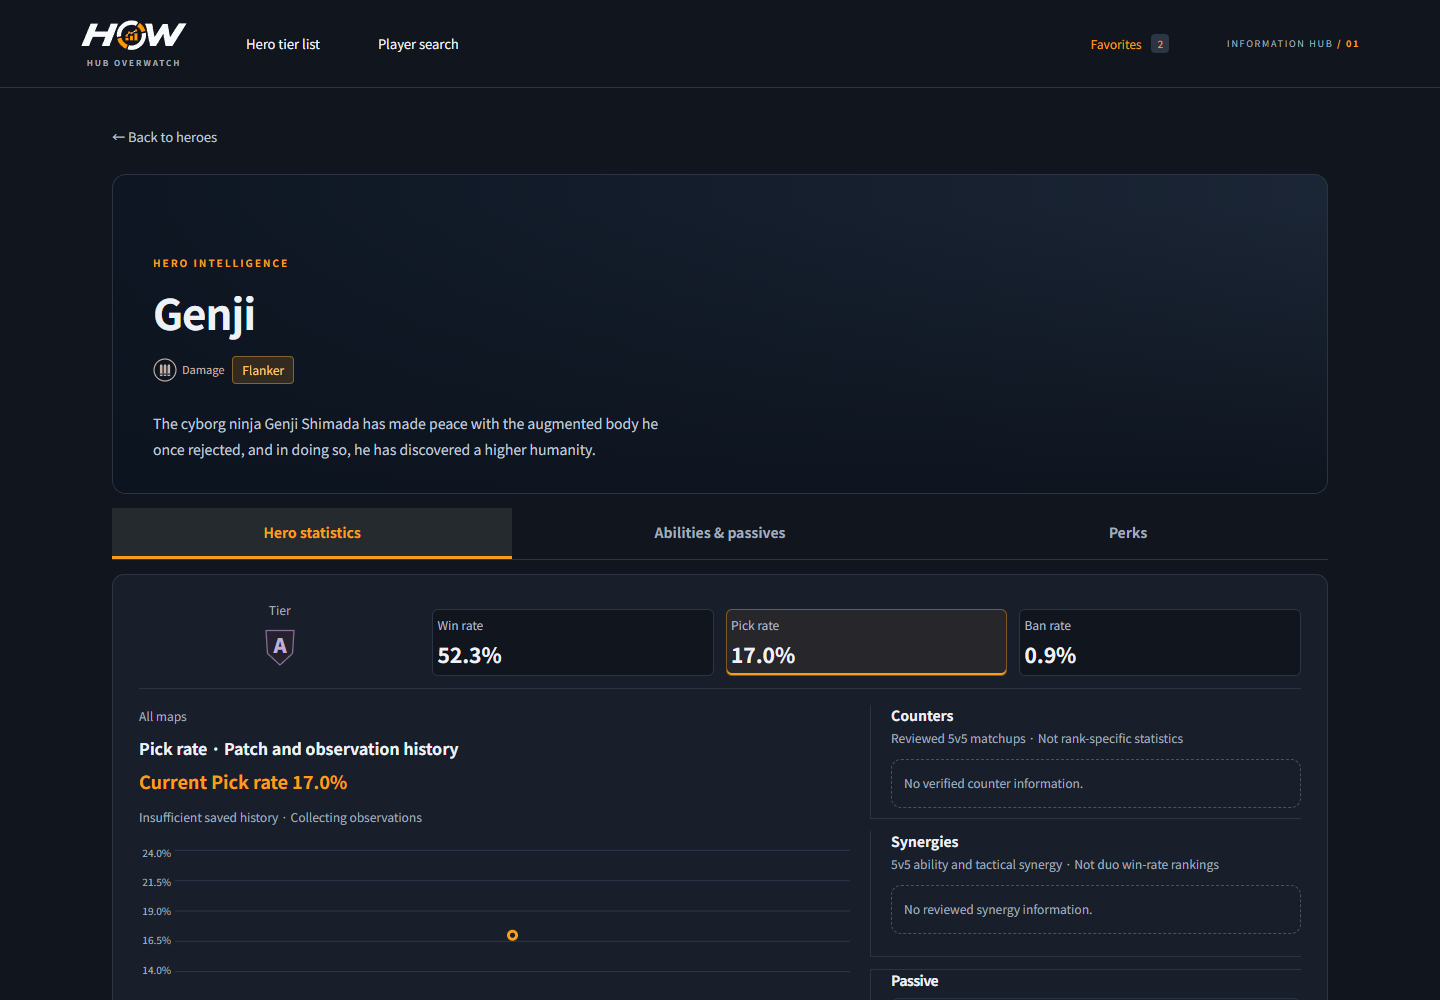 HOW
HUB OVERWATCH
Hero tier list
Player search
Favorites 2
INFORMATION HUB / 01
← Back to heroes
HERO INTELLIGENCE
Genji
Damage
Flanker
The cyborg ninja Genji Shimada has made peace with the augmented body he
once rejected, and in doing so, he has discovered a higher humanity.
Hero statistics
Abilities & passives
Perks
Tier
A
Win rate
52.3%
Pick rate
17.0%
Ban rate
0.9%
All maps
Pick rate · Patch and observation history
Current Pick rate 17.0%
Insufficient saved history · Collecting observations
24.0%
21.5%
19.0%
16.5%
14.0%
Counters
Reviewed 5v5 matchups · Not rank-specific statistics
No verified counter information.
Synergies
5v5 ability and tactical synergy · Not duo win-rate rankings
No reviewed synergy information.
Passive